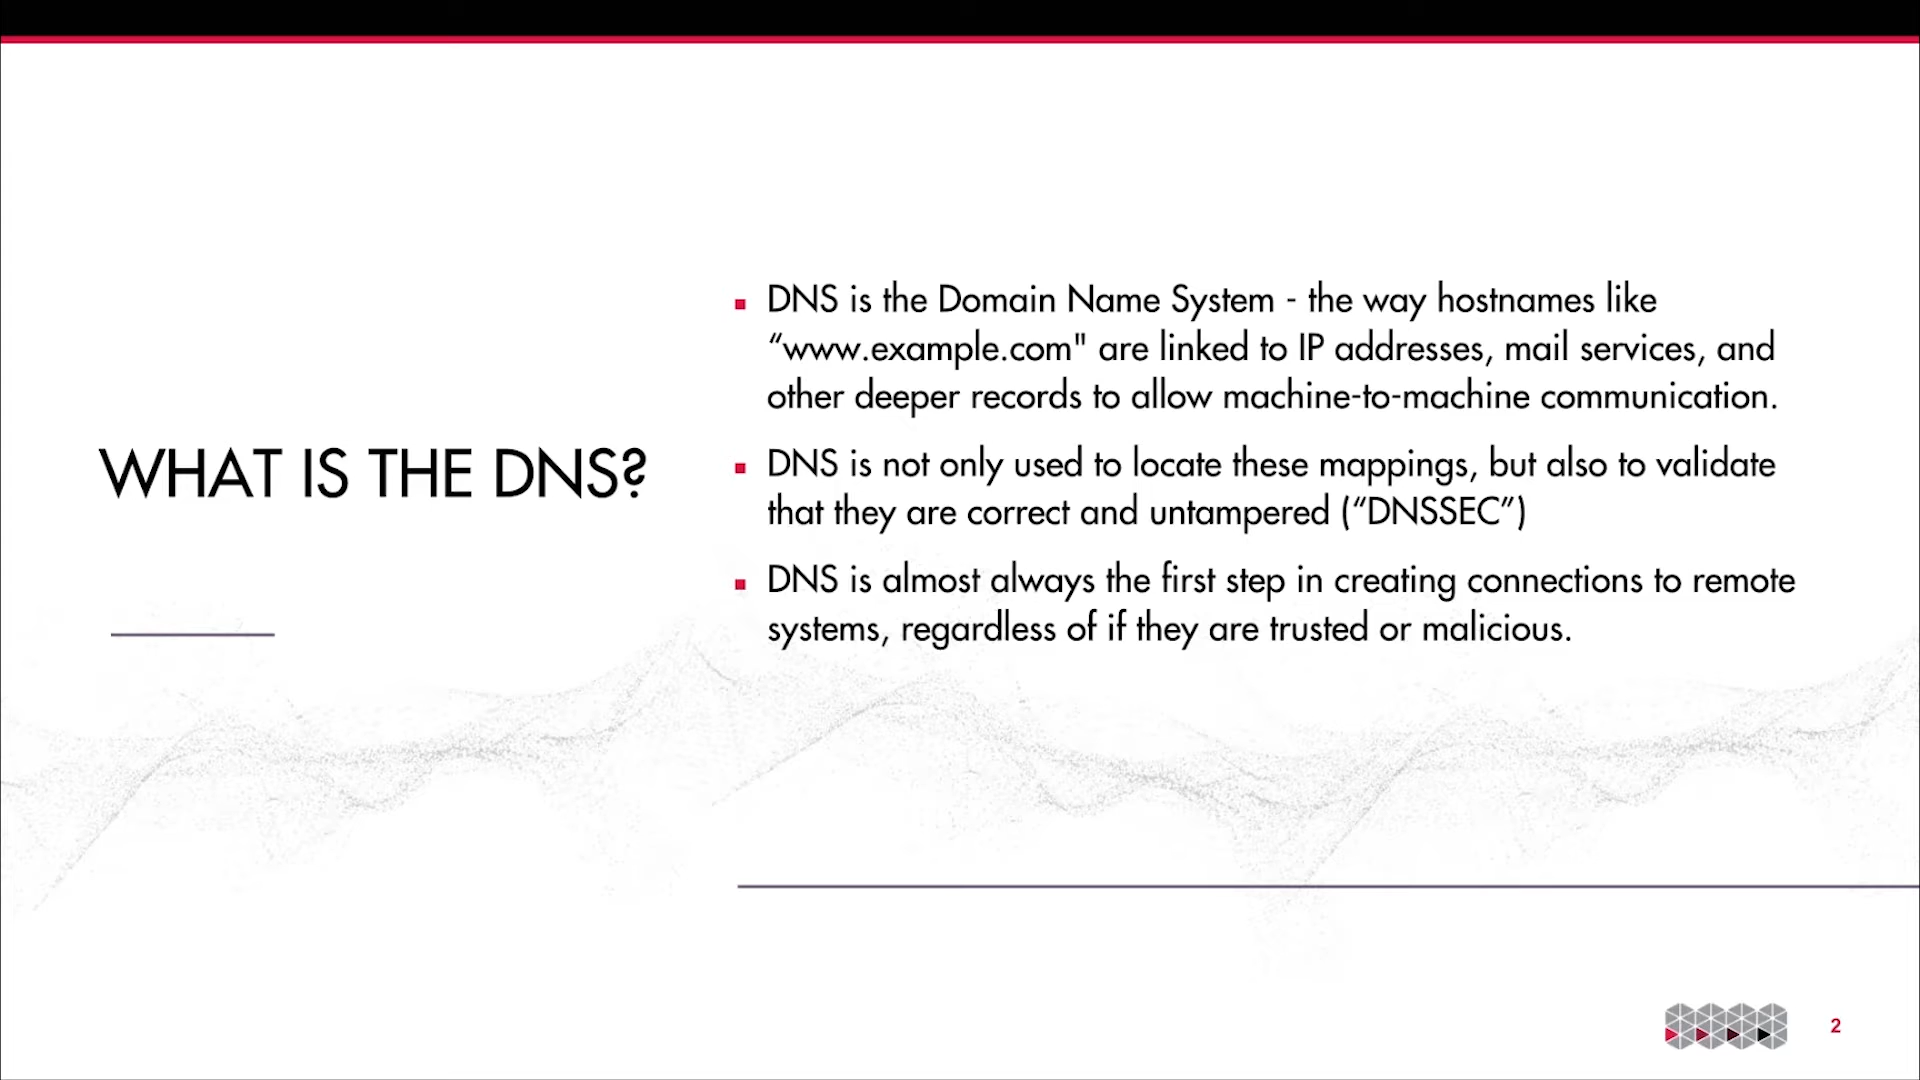 WHAT IS THE DNS?
▪ DNS is the Domain Name System - the way hostnames like
“www.example.com" are linked to IP addresses, mail services, and
other deeper records to allow machine-to-machine communication.
▪ DNS is not only used to locate these mappings, but also to validate
that they are correct and untampered (“DNSSEC”)
▪ DNS is almost always the first step in creating connections to remote
systems, regardless of if they are trusted or malicious.
2